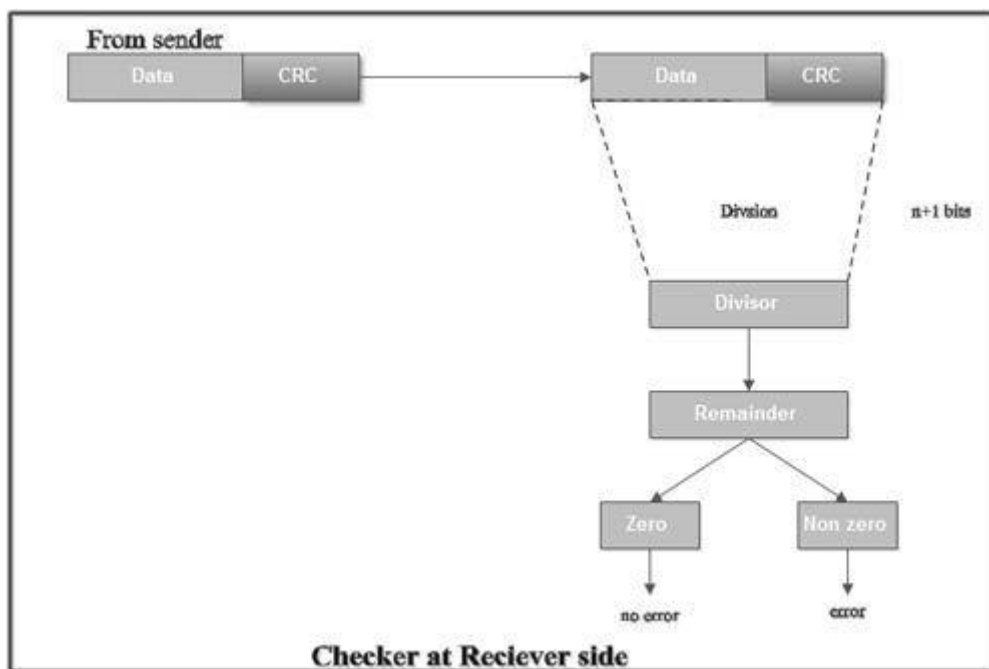 From sender
Data CRC
Data CRC
Divsion
n+1 bits
Divisor
Remainder
Zero
Non zero
no error
error
Checker at Reciever side